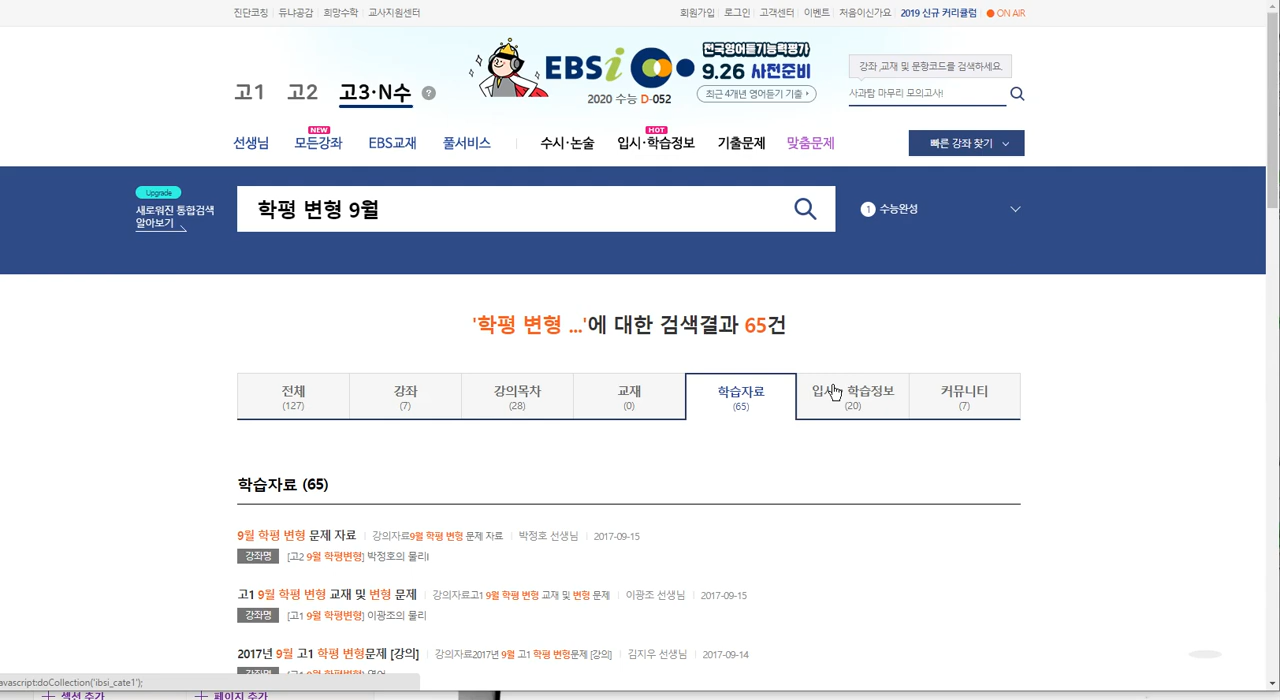 진단코칭 듀냐공감 희망수학 교사지원센터 회원가입 로그인 고객센터 이벤트 처음이신가요 2019 신규 커리큘럼 ON AIR
고1 고2 고3·N수 ?
EBSi
2020 수능 D-052
전국영어듣기능력평가
9.26 사전준비
최근 4개년 영어듣기 기출
강좌,교재 및 문항코드를 검색하세요.
사과탐 마무리 모의고사!
NEW HOT
선생님 모든강좌 EBS교재 풀서비스 수시·논술 입시·학습정보 기출문제 맞춤문제 빠른 강좌 찾기
Upgrade
새로워진 통합검색
알아보기
학평 변형 9월
1 수능완성
'학평 변형 ...'에 대한 검색결과 65건
전체 강좌 강의목차 교재 학습자료 입시 학습정보 커뮤니티
(127) (7) (28) (0) (65) (20) (7)
학습자료 (65)
9월 학평 변형 문제 자료 강의자료9월 학평 변형 문제 자료 박정호 선생님 2017-09-15
강좌명 [고2 9월 학평변형] 박정호의 물리I
고1 9월 학평 변형 교재 및 변형 문제 강의자료고1 9월 학평 변형 교재 및 변형 문제 이광조 선생님 2017-09-15
강좌명 [고1 9월 학평변형] 이광조의 물리
2017년 9월 고1 학평 변형문제 [강의] 강의자료2017년 9월 고1 학평 변형문제 [강의] 김지우 선생님 2017-09-14
avascript:doCollection('ibsi_cate1');
섹션 추가 페이지 추가